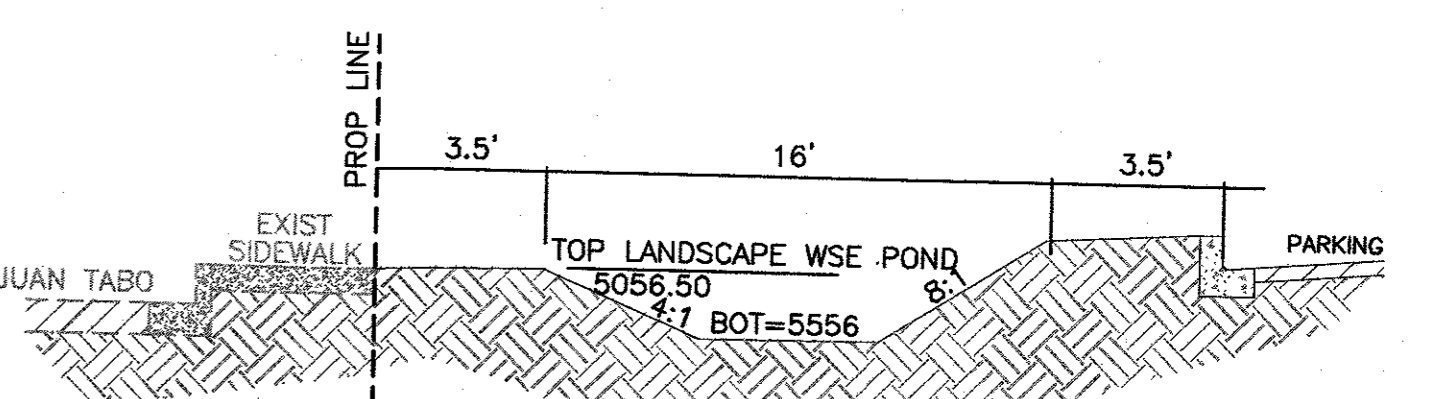 PROP LINE
3.5'
16'
3.5'
EXIST
SIDEWALK
JUAN TABO
TOP LANDSCAPE WSE POND
5056.50
4:1
BOT=5556
8:1
PARKING